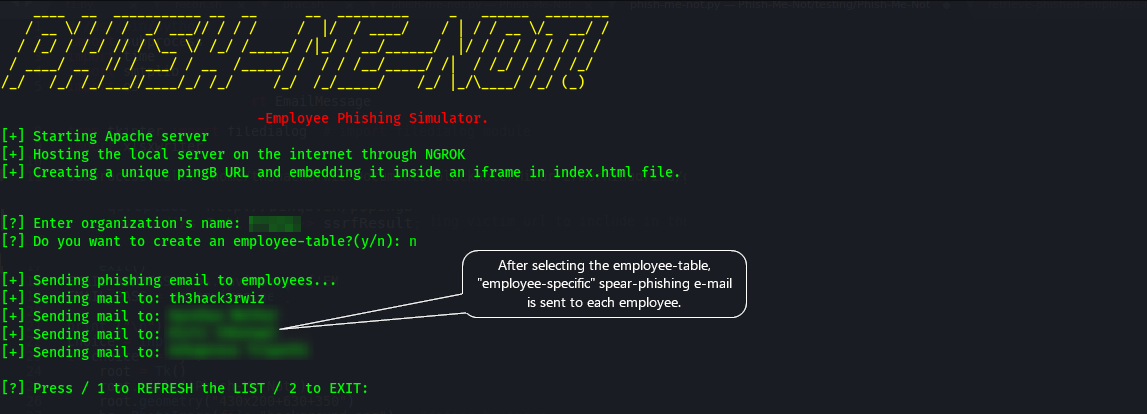 PHISH-ME-NOT!
-Employee Phishing Simulator.
[+] Starting Apache server
[+] Hosting the local server on the internet through NGROK
[+] Creating a unique pingB URL and embedding it inside an iframe in index.html file.
[?] Enter organization's name:
[?] Do you want to create an employee-table?(y/n): n
[+] Sending phishing email to employees...
[+] Sending mail to: th3hack3rwiz
[+] Sending mail to:
[+] Sending mail to:
[+] Sending mail to:
After selecting the employee-table,
"employee-specific" spear-phishing e-mail
is sent to each employee.
[?] Press / 1 to REFRESH the LIST / 2 to EXIT: